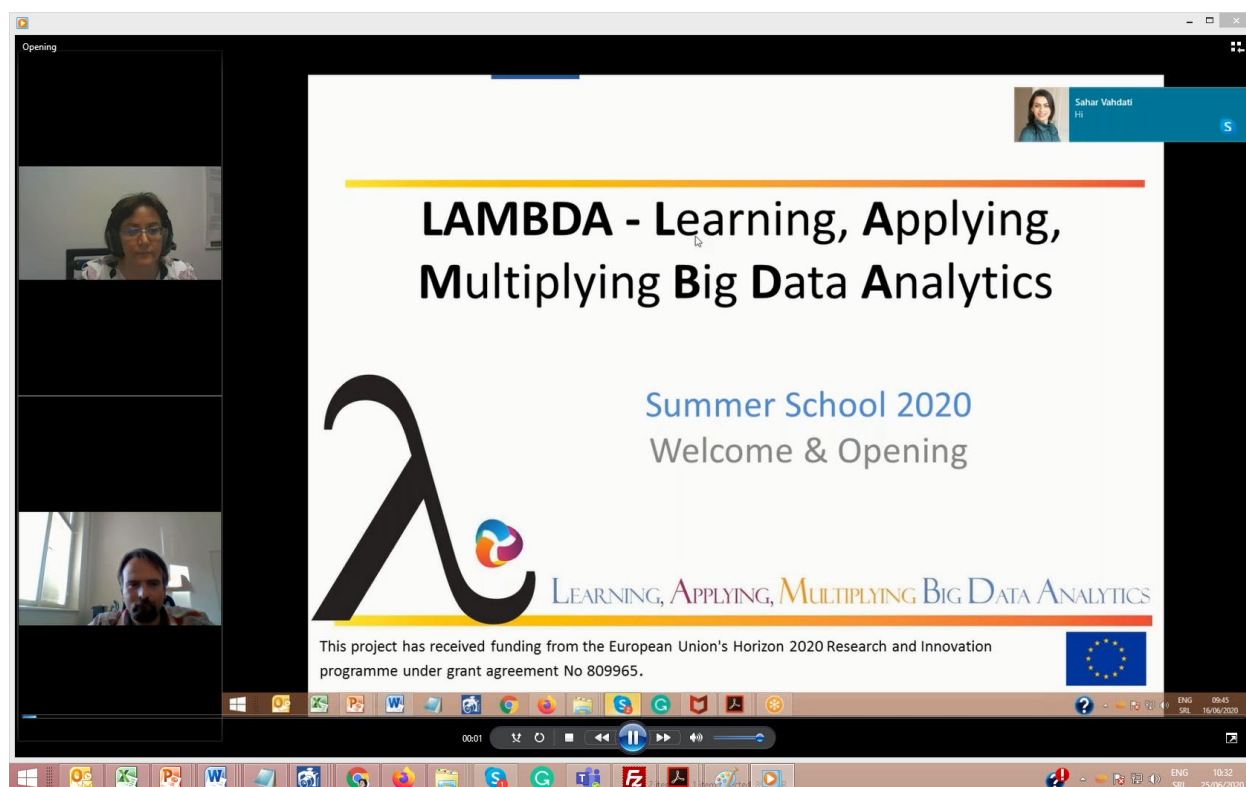 Opening
Sahar Vahdati
Hi
LAMBDA - Learning, Applying,
Multiplying Big Data Analytics
Summer School 2020
Welcome & Opening
LEARNING, APPLYING, MULTIPLYING BIG DATA ANALYTICS
This project has received funding from the European Union's Horizon 2020 Research and Innovation
programme under grant agreement No 809965.
ENG 09:45
SRL 16/06/2020
00:01
ENG 10:32
SRL 25/06/2020